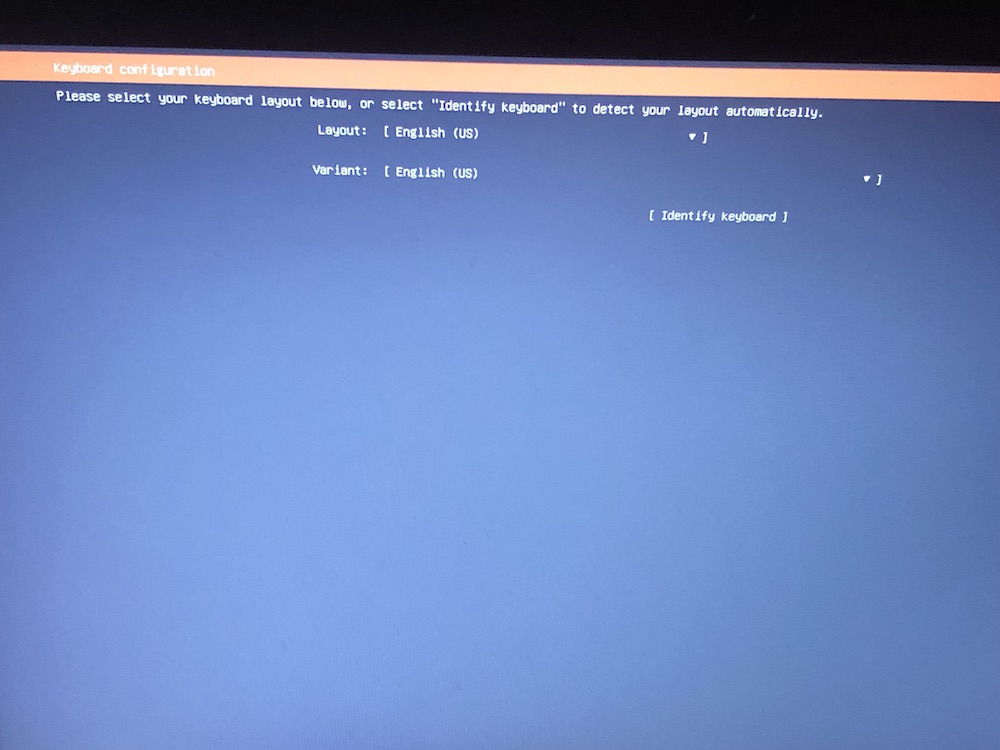 Keyboard configuration
Please select your keyboard layout below, or select "Identify keyboard" to detect your layout automatically.
Layout: [ English (US) ▾ ]
Variant: [ English (US) ▾ ]
[ Identify keyboard ]